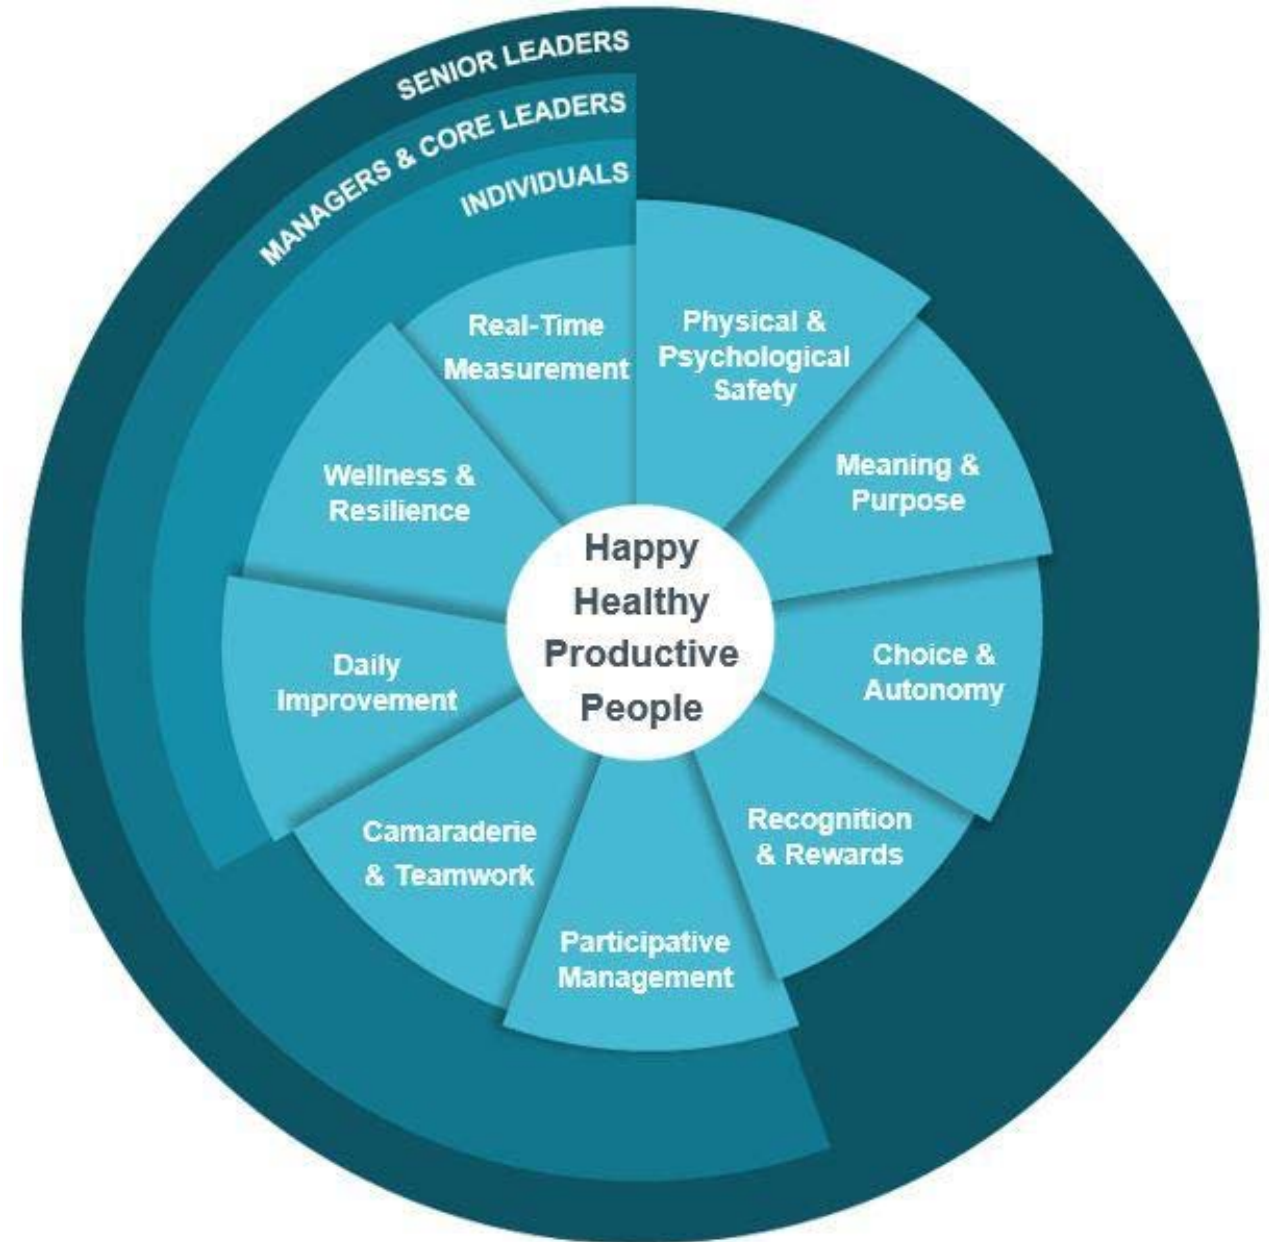 SENIOR LEADERS
MANAGERS & CORE LEADERS
INDIVIDUALS
Real-Time
Measurement
Physical &
Psychological
Safety
Meaning &
Purpose
Choice &
Autonomy
Recognition
& Rewards
Participative
Management
Camaraderie
& Teamwork
Daily
Improvement
Wellness &
Resilience
Happy
Healthy
Productive
People